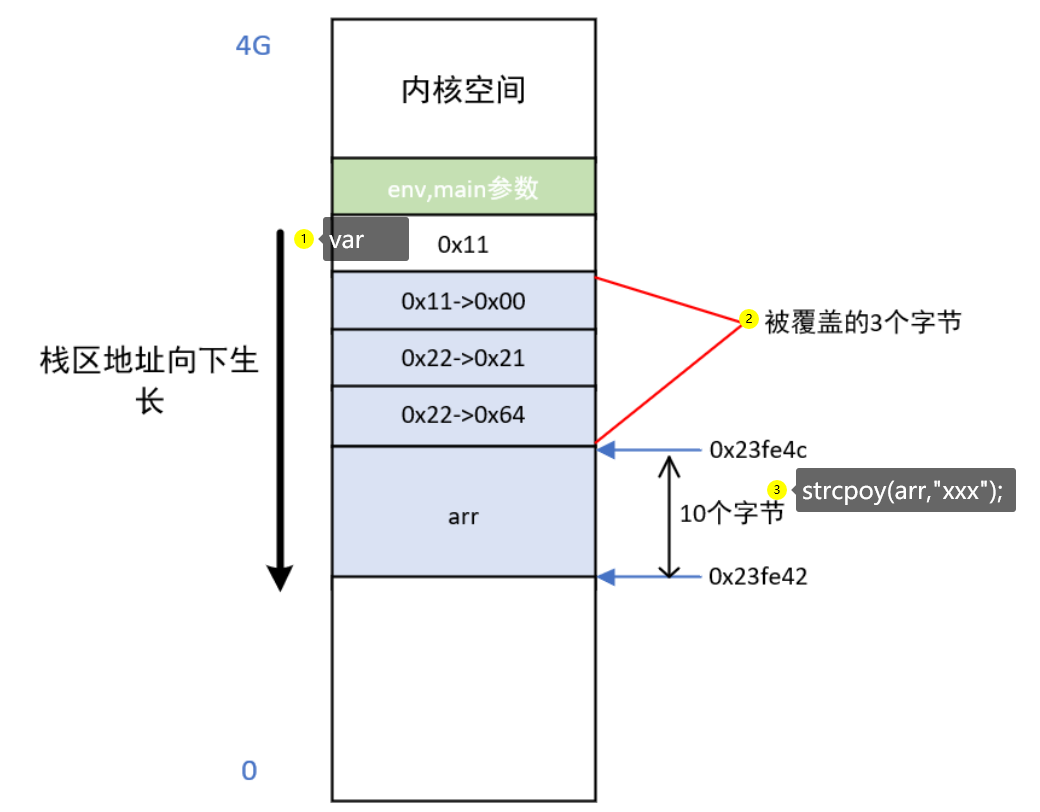 4G
内核空间
env,main参数
1
var
0x11
0x11->0x00
2
被覆盖的3个字节
0x22->0x21
栈区地址向下生
长
0x22->0x64
0x23fe4c
3
strcpoy(arr,"xxx");
10个字节
arr
0x23fe42
0